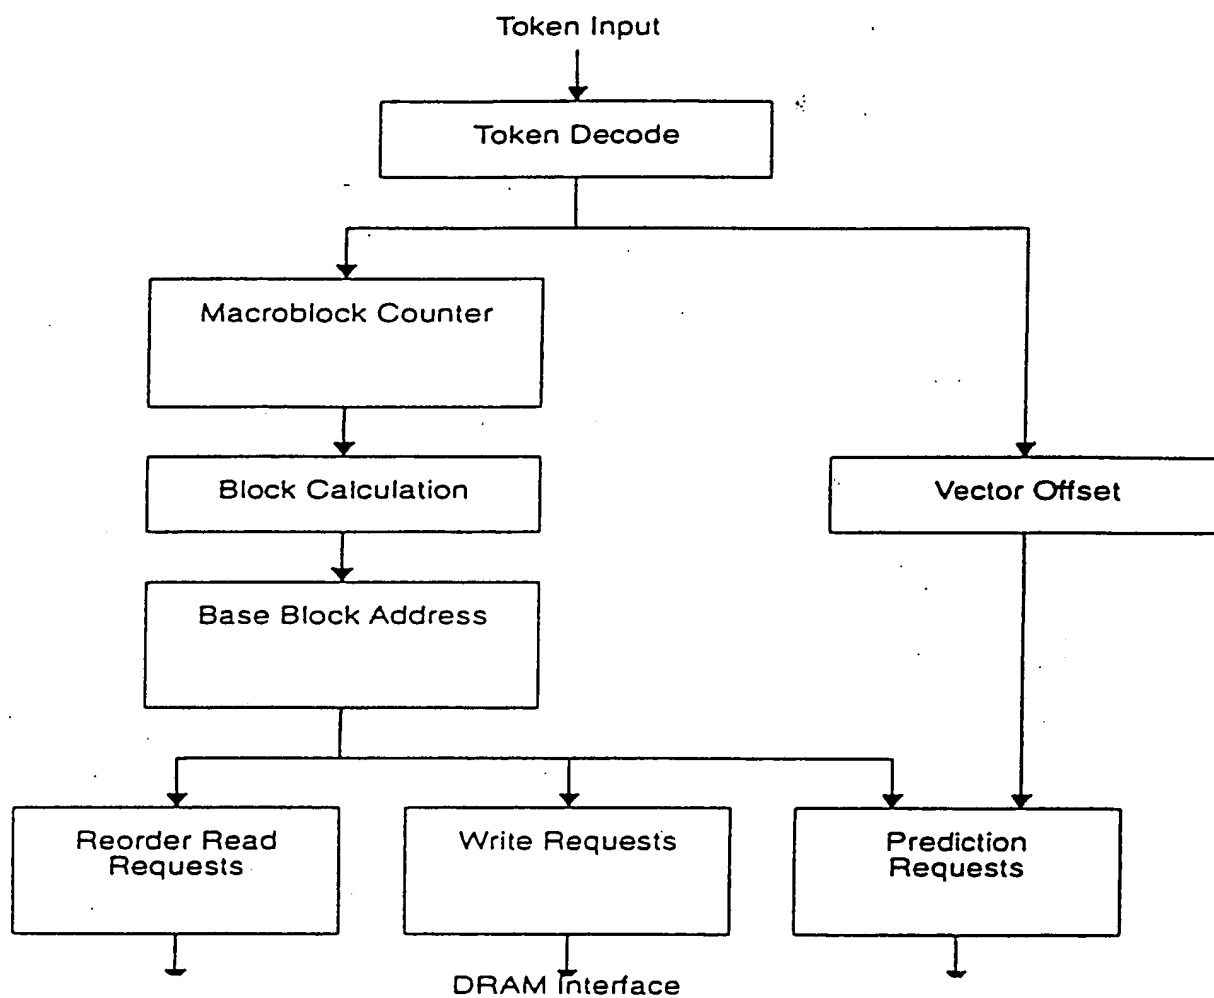 Token Input
Token Decode
Macroblock Counter
Block Calculation
Vector Offset
Base Block Address
Reorder Read
Requests
Write Requests
Prediction
Requests
DRAM Interface